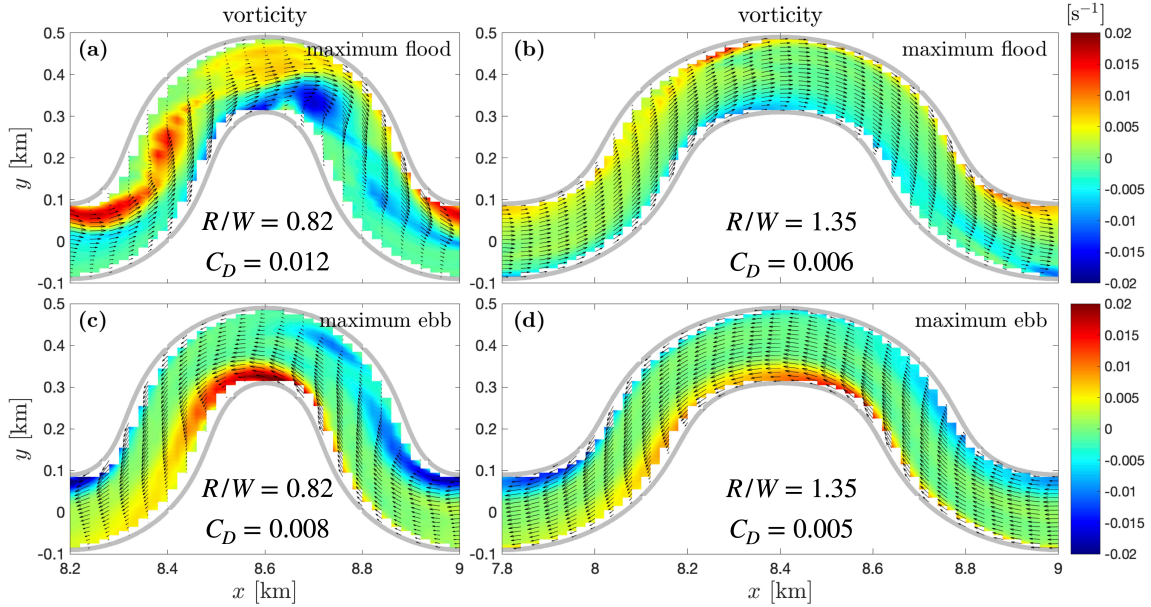 vorticity
vorticity
[s⁻¹]
(a)
maximum flood
0.5
0.4
0.3
0.2
0.1
0
-0.1
y [km]
R/W = 0.82
C_D = 0.012
(b)
maximum flood
0.5
0.4
0.3
0.2
0.1
0
-0.1
R/W = 1.35
C_D = 0.006
0.02
0.015
0.01
0.005
0
-0.005
-0.01
-0.015
-0.02
(c)
maximum ebb
0.5
0.4
0.3
0.2
0.1
0
-0.1
y [km]
R/W = 0.82
C_D = 0.008
8.2
8.4
8.6
8.8
9
x [km]
(d)
maximum ebb
0.5
0.4
0.3
0.2
0.1
0
-0.1
R/W = 1.35
C_D = 0.005
7.8
8
8.2
8.4
8.6
8.8
9
x [km]
0.02
0.015
0.01
0.005
0
-0.005
-0.01
-0.015
-0.02